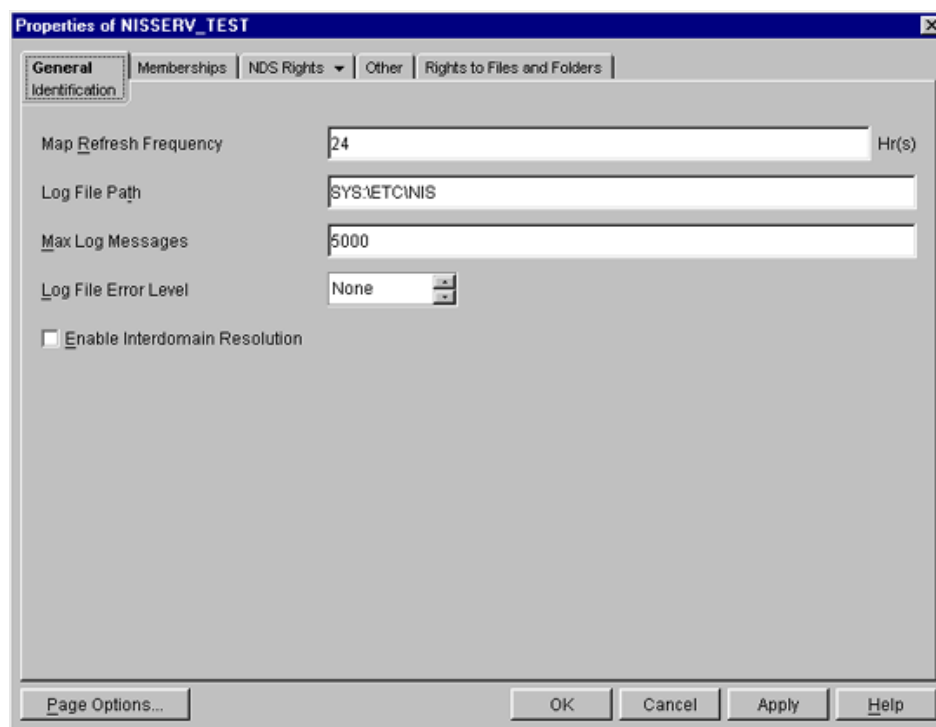 Properties of NISSERV_TEST
General Memberships NDS Rights Other Rights to Files and Folders
Identification
Map Refresh Frequency 24 Hr(s)
Log File Path SYS:\ETC\NIS
Max Log Messages 5000
Log File Error Level None
Enable Interdomain Resolution
Page Options... OK Cancel Apply Help